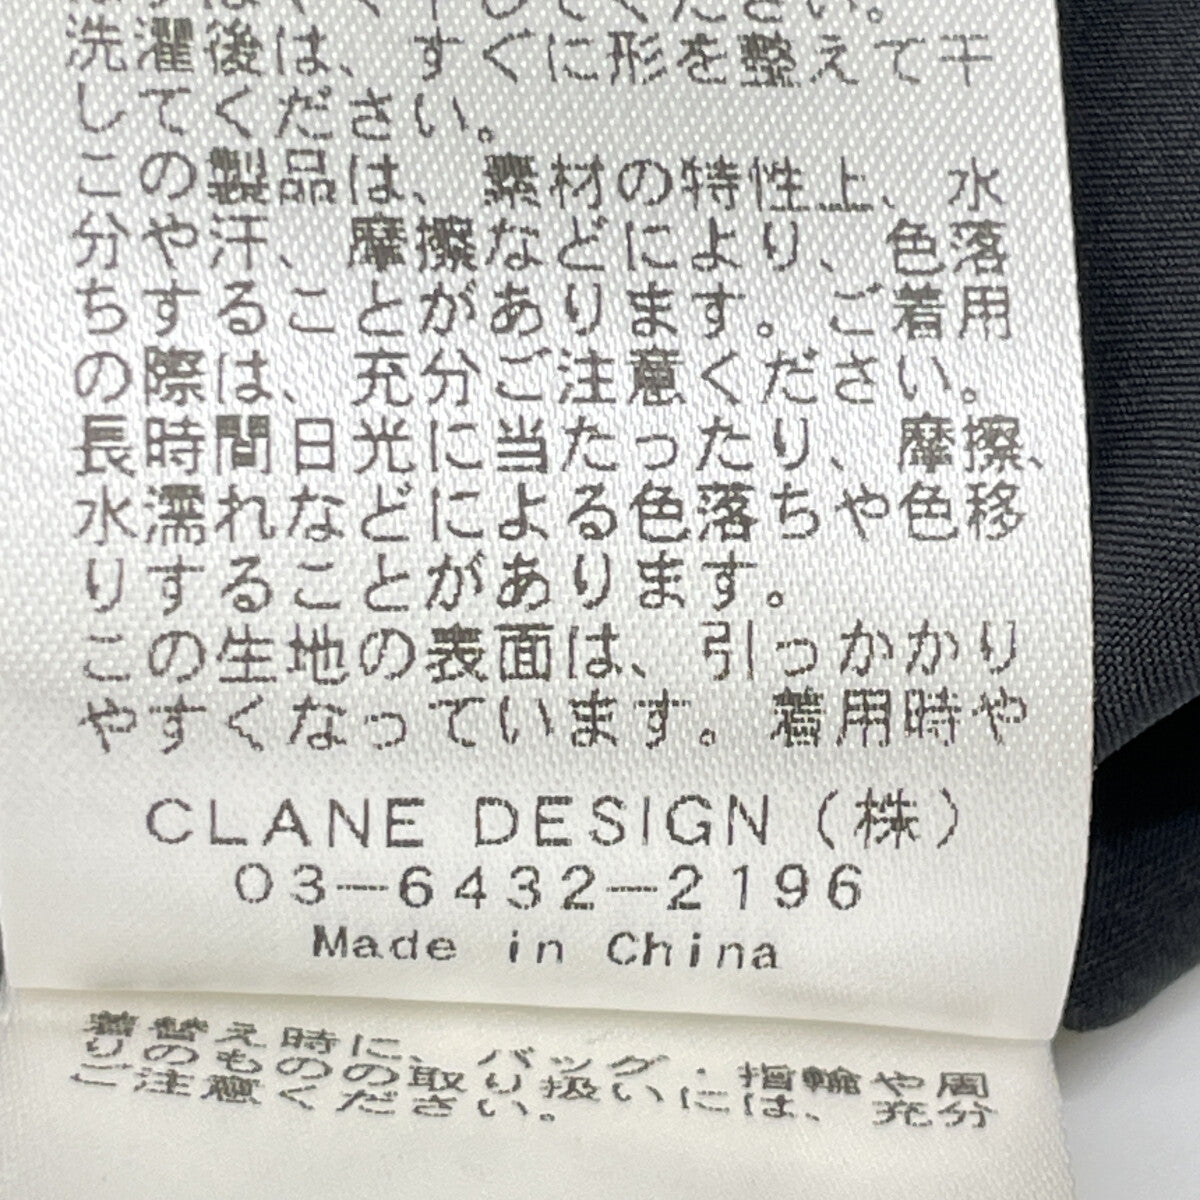 してください。
洗濯後は、すぐに形を整えて干
してください。
この製品は、素材の特性上、水
分や汗、摩擦などにより、色落
ちすることがあります。ご着用
の際は、充分ご注意ください。
長時間日光に当たったり、摩擦、
水濡れなどによる色落ちや色移
りすることがあります。
この生地の表面は、引っかかり
やすくなっています。着用時や
CLANE DESIGN(株)
03-6432-2196
Made in China
着替え時に、バッグ・指輪や周
りのもの取り扱いには、充分
ご注意ください。